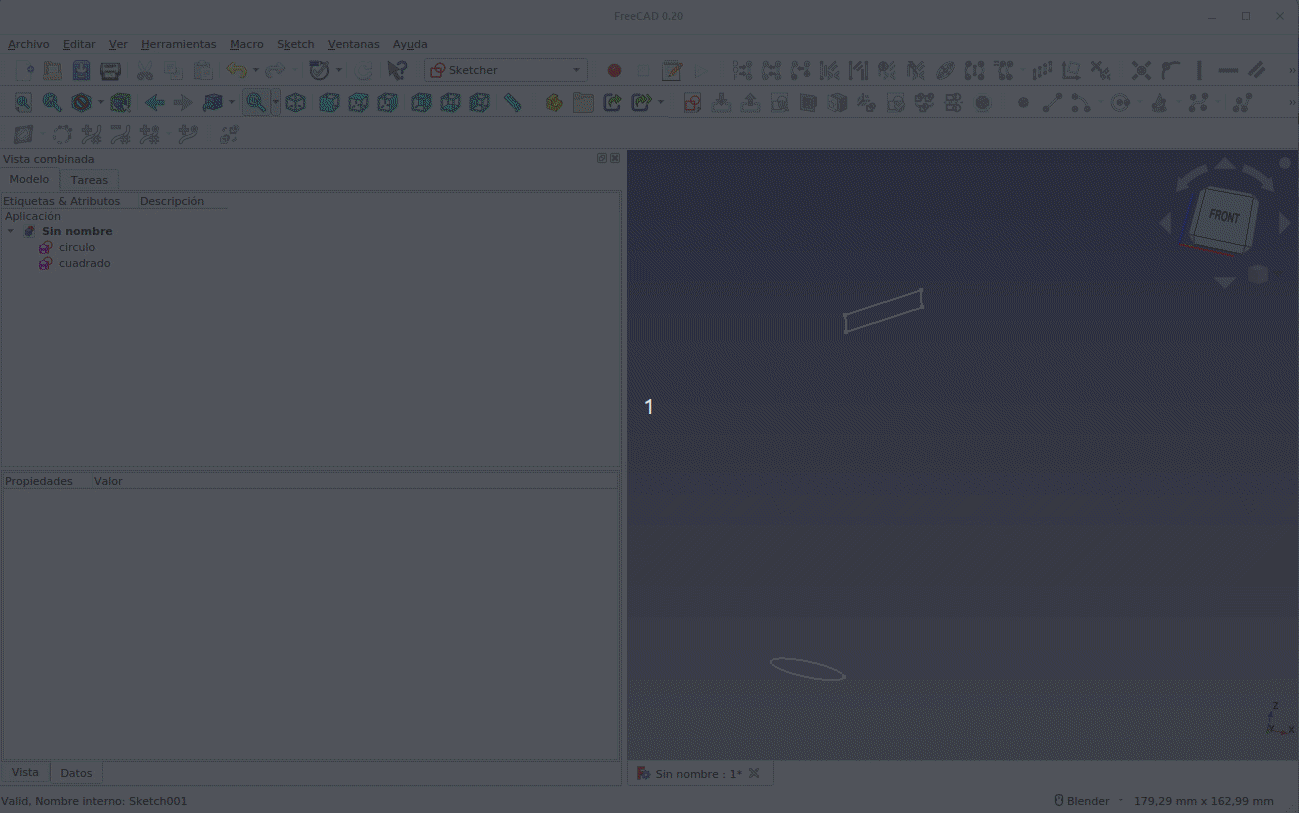 FreeCAD 0.20
Archivo Editar Ver Herramientas Macro Sketch Ventanas Ayuda
Sketcher
Vista combinada
Modelo Tareas
Etiquetas & Atributos Descripción
Aplicación
Sin nombre
circulo
cuadrado
FRONT
1
Propiedades Valor
Z
Y X
Vista Datos
Sin nombre : 1*
Valid, Nombre interno: Sketch001
Blender 179,29 mm x 162,99 mm